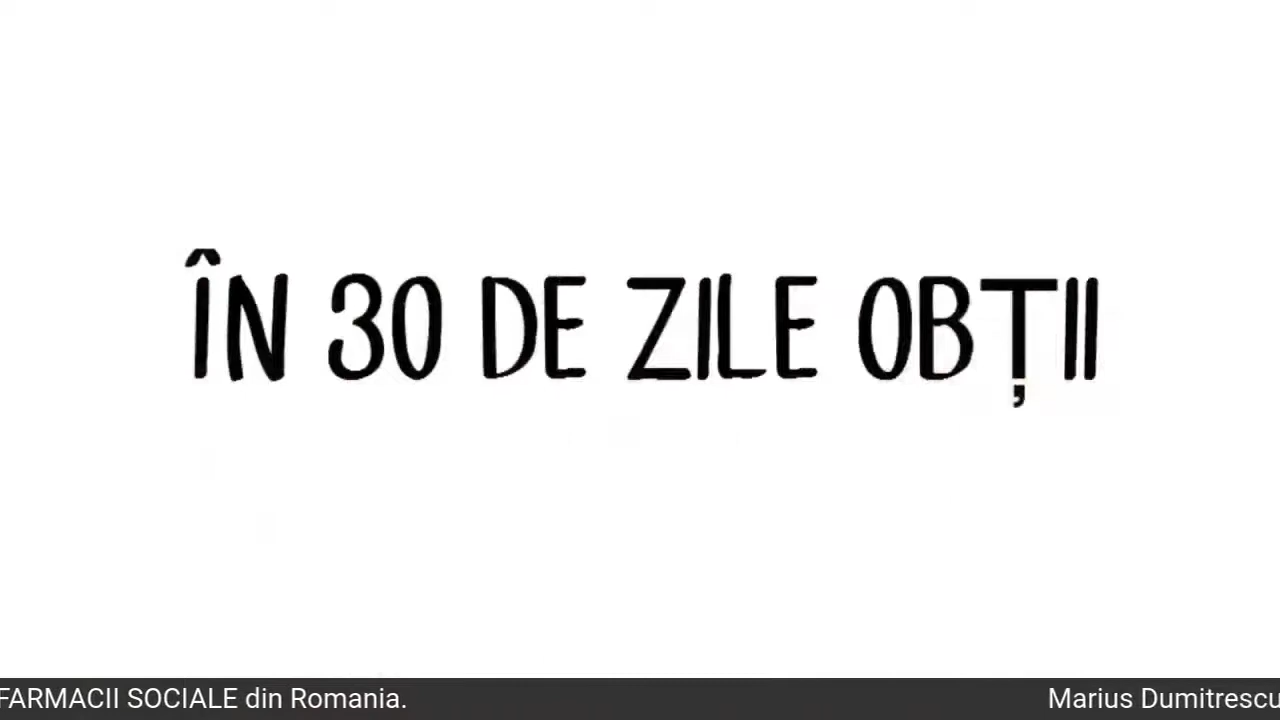 ÎN 30 DE ZILE OBȚII
FARMACII SOCIALE din Romania.
Marius Dumitrescu